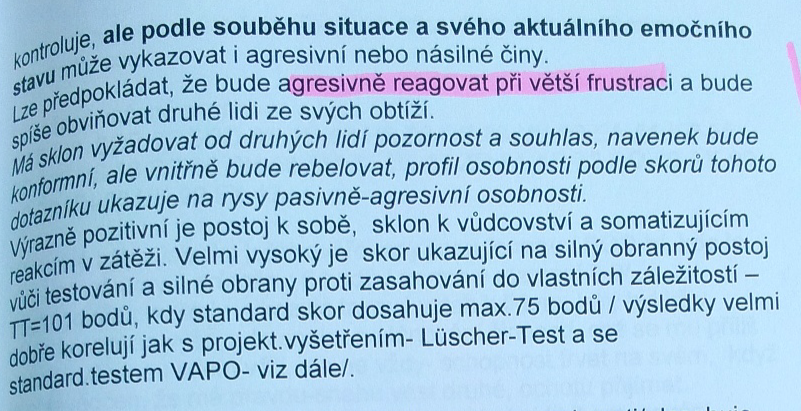 kontroluje, ale podle souběhu situace a svého aktuálního emočního
stavu může vykazovat i agresivní nebo násilné činy.
Lze předpokládat, že bude agresivně reagovat při větší frustraci a bude
spíše obviňovat druhé lidi ze svých obtíží.
Má sklon vyžadovat od druhých lidí pozornost a souhlas, navenek bude
konformní, ale vnitřně bude rebelovat, profil osobnosti podle skorů tohoto
dotazníku ukazuje na rysy pasivně-agresivní osobnosti.
Výrazně pozitivní je postoj k sobě, sklon k vůdcovství a somatizujícím
reakcím v zátěži. Velmi vysoký je skor ukazující na silný obranný postoj
vůči testování a silné obrany proti zasahování do vlastních záležitostí –
TT=101 bodů, kdy standard skor dosahuje max.75 bodů / výsledky velmi
dobře korelují jak s projekt.vyšetřením- Lüscher-Test a se
standard.testem VAPO- viz dále/.